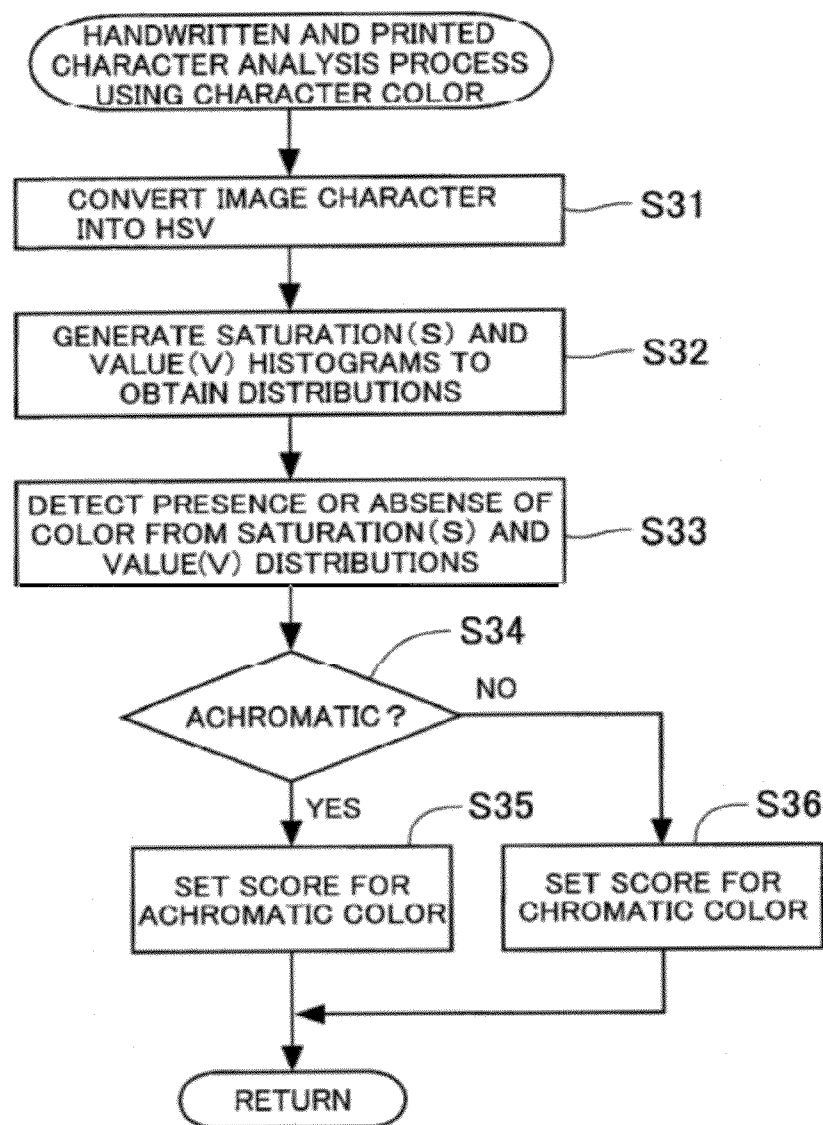 HANDWRITTEN AND PRINTED
CHARACTER ANALYSIS PROCESS
USING CHARACTER COLOR
CONVERT IMAGE CHARACTER
INTO HSV
S31
GENERATE SATURATION(S) AND
VALUE(V) HISTOGRAMS TO
OBTAIN DISTRIBUTIONS
S32
DETECT PRESENCE OR ABSENSE OF
COLOR FROM SATURATION(S) AND
VALUE(V) DISTRIBUTIONS
S33
S34
ACHROMATIC?
NO
YES
S35
SET SCORE FOR
ACHROMATIC COLOR
S36
SET SCORE FOR
CHROMATIC COLOR
RETURN